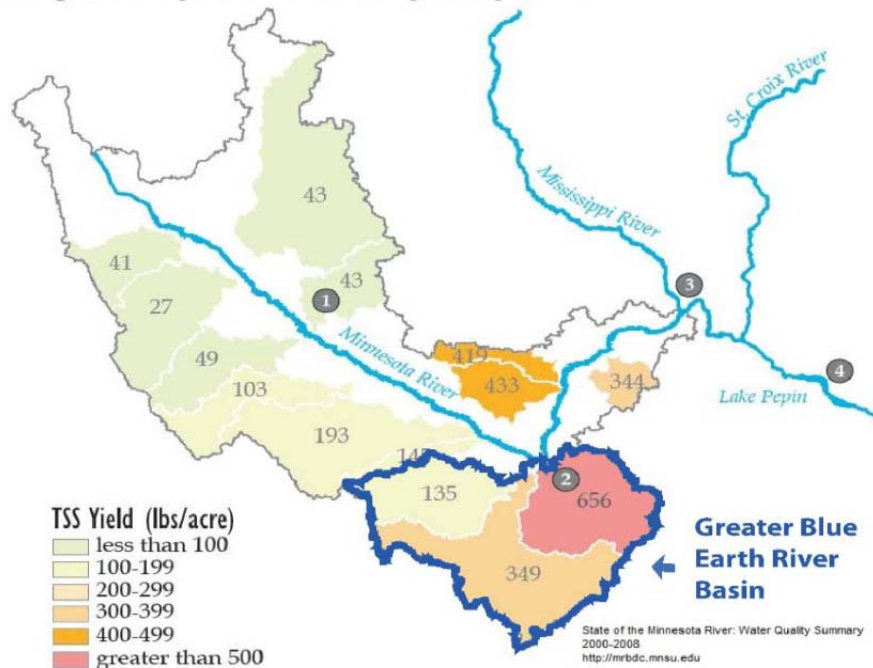 St. Croix River
Mississippi River
43
41
43
27
1
3
Minnesota River
49
419
433
344
4
103
Lake Pepin
193
135
2
656
349
TSS Yield (lbs/acre)
less than 100
100-199
200-299
300-399
400-499
greater than 500
Greater Blue
Earth River
Basin
State of the Minnesota River: Water Quality Summary
2000-2008
http://mrbdc.mnsu.edu